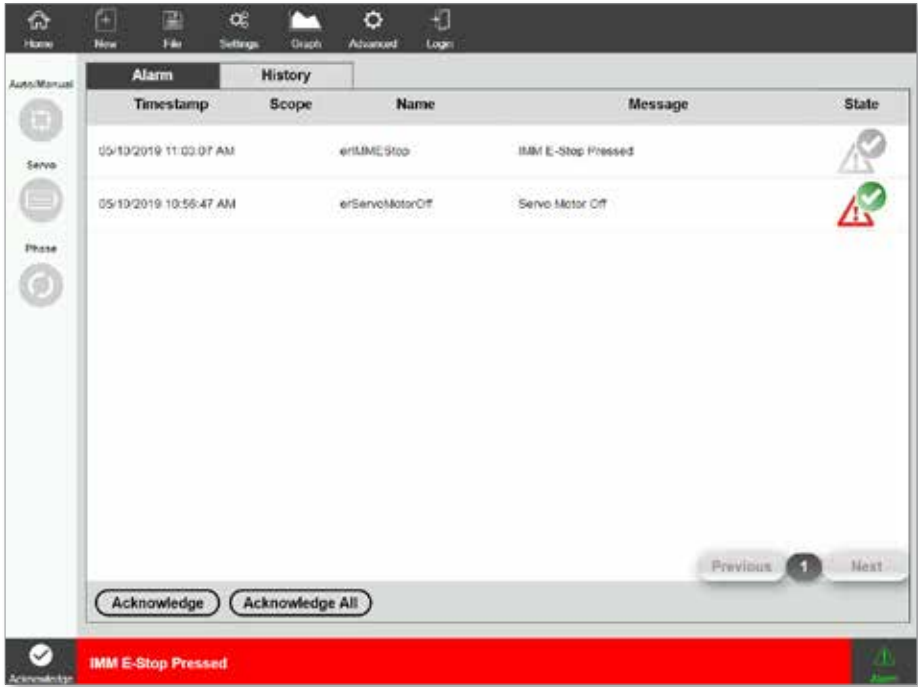 Home New File Settings Graph Advanced Login
Auto/Manual
Alarm History
Timestamp Scope Name Message State
05/10/2019 11:03:07 AM erIMMEStop IMM E-Stop Pressed
Servo
05/10/2019 10:56:47 AM erServoMotorOff Servo Motor Off
Phase
Previous 1 Next
Acknowledge Acknowledge All
IMM E-Stop Pressed
Acknowledge Alarm